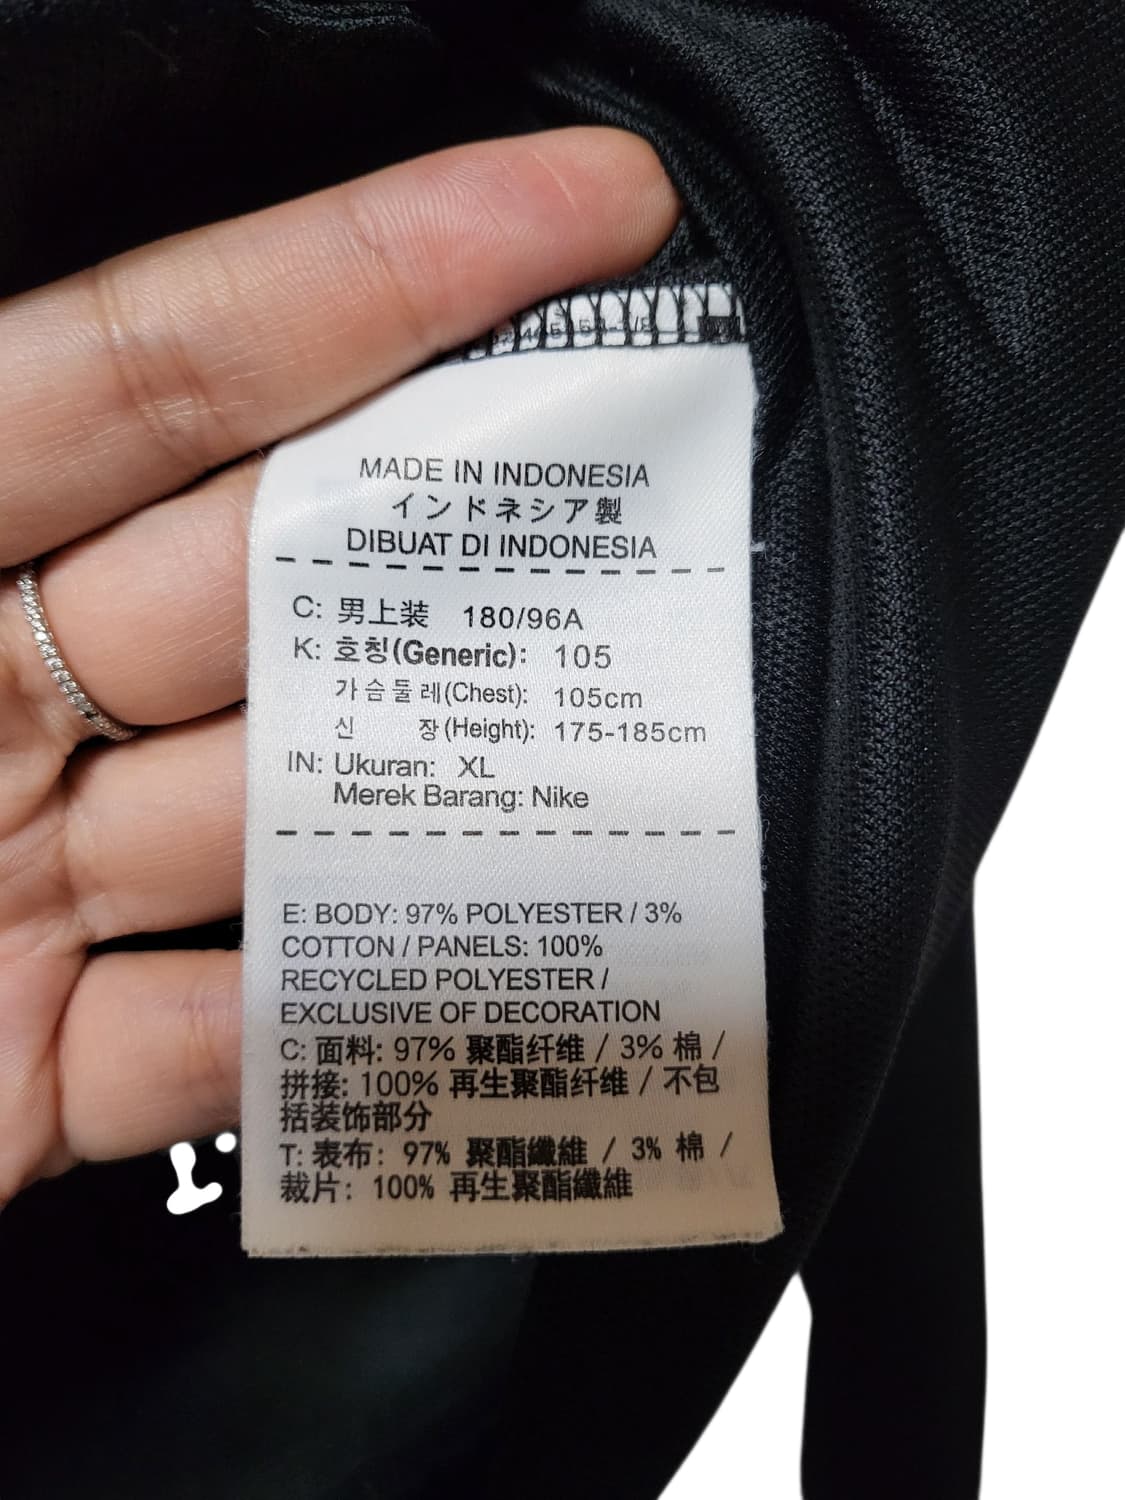 MADE IN INDONESIA
インドネシア製
DIBUAT DI INDONESIA
C: 男上装 180/96A
K: 호칭(Generic): 105
가슴둘레(Chest): 105cm
신 장(Height): 175-185cm
IN: Ukuran: XL
Merek Barang: Nike
E: BODY: 97% POLYESTER / 3%
COTTON / PANELS: 100%
RECYCLED POLYESTER /
EXCLUSIVE OF DECORATION
C: 面料: 97% 聚酯纤维 / 3% 棉 /
拼接: 100% 再生聚酯纤维 / 不包
括装饰部分
T: 表布: 97% 聚酯纖維 / 3% 棉 /
裁片: 100% 再生聚酯纖維